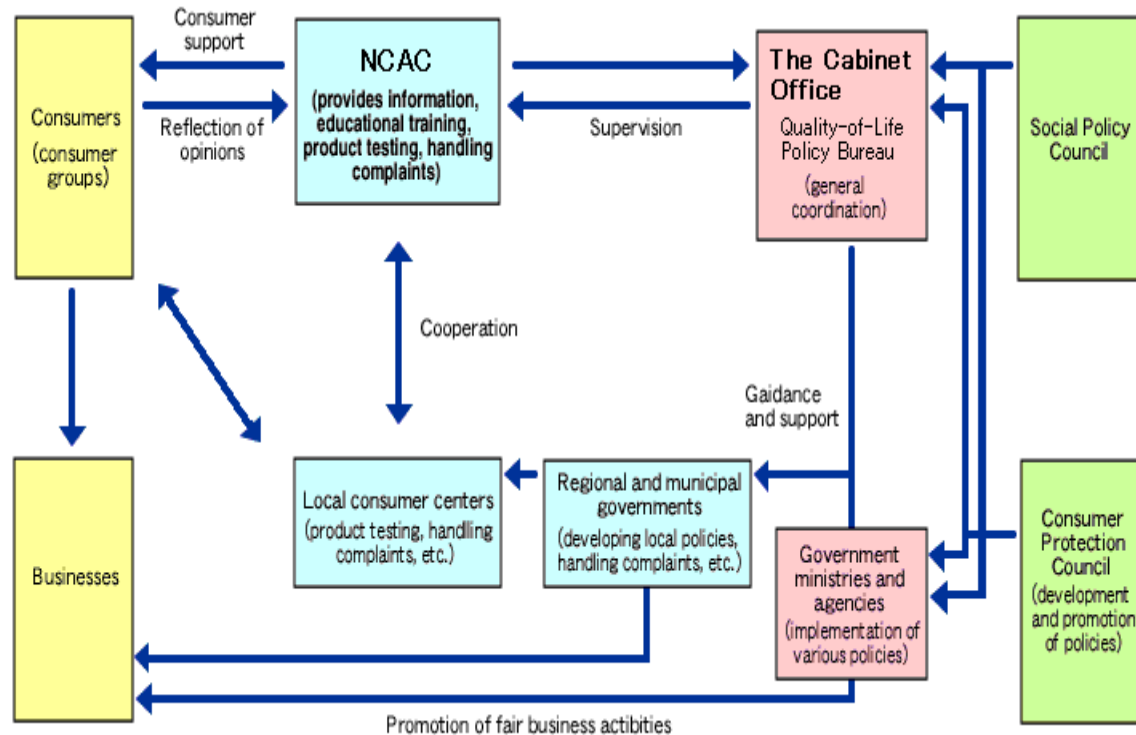 Consumer
support
NCAC
(provides information,
educational training,
product testing, handling
complaints)
The Cabinet
Office
Quality-of-Life
Policy Bureau
(general
coordination)
Consumers
(consumer
groups)
Reflection of
opinions
Supervision
Social Policy
Council
Cooperation
Gaidance
and support
Local consumer centers
(product testing, handling
complaints, etc.)
Regional and municipal
governments
(developing local policies,
handling complaints, etc.)
Businesses
Government
ministries and
agencies
(implementation of
various policies)
Consumer
Protection
Council
(development
and promotion
of policies)
Promotion of fair business actibities